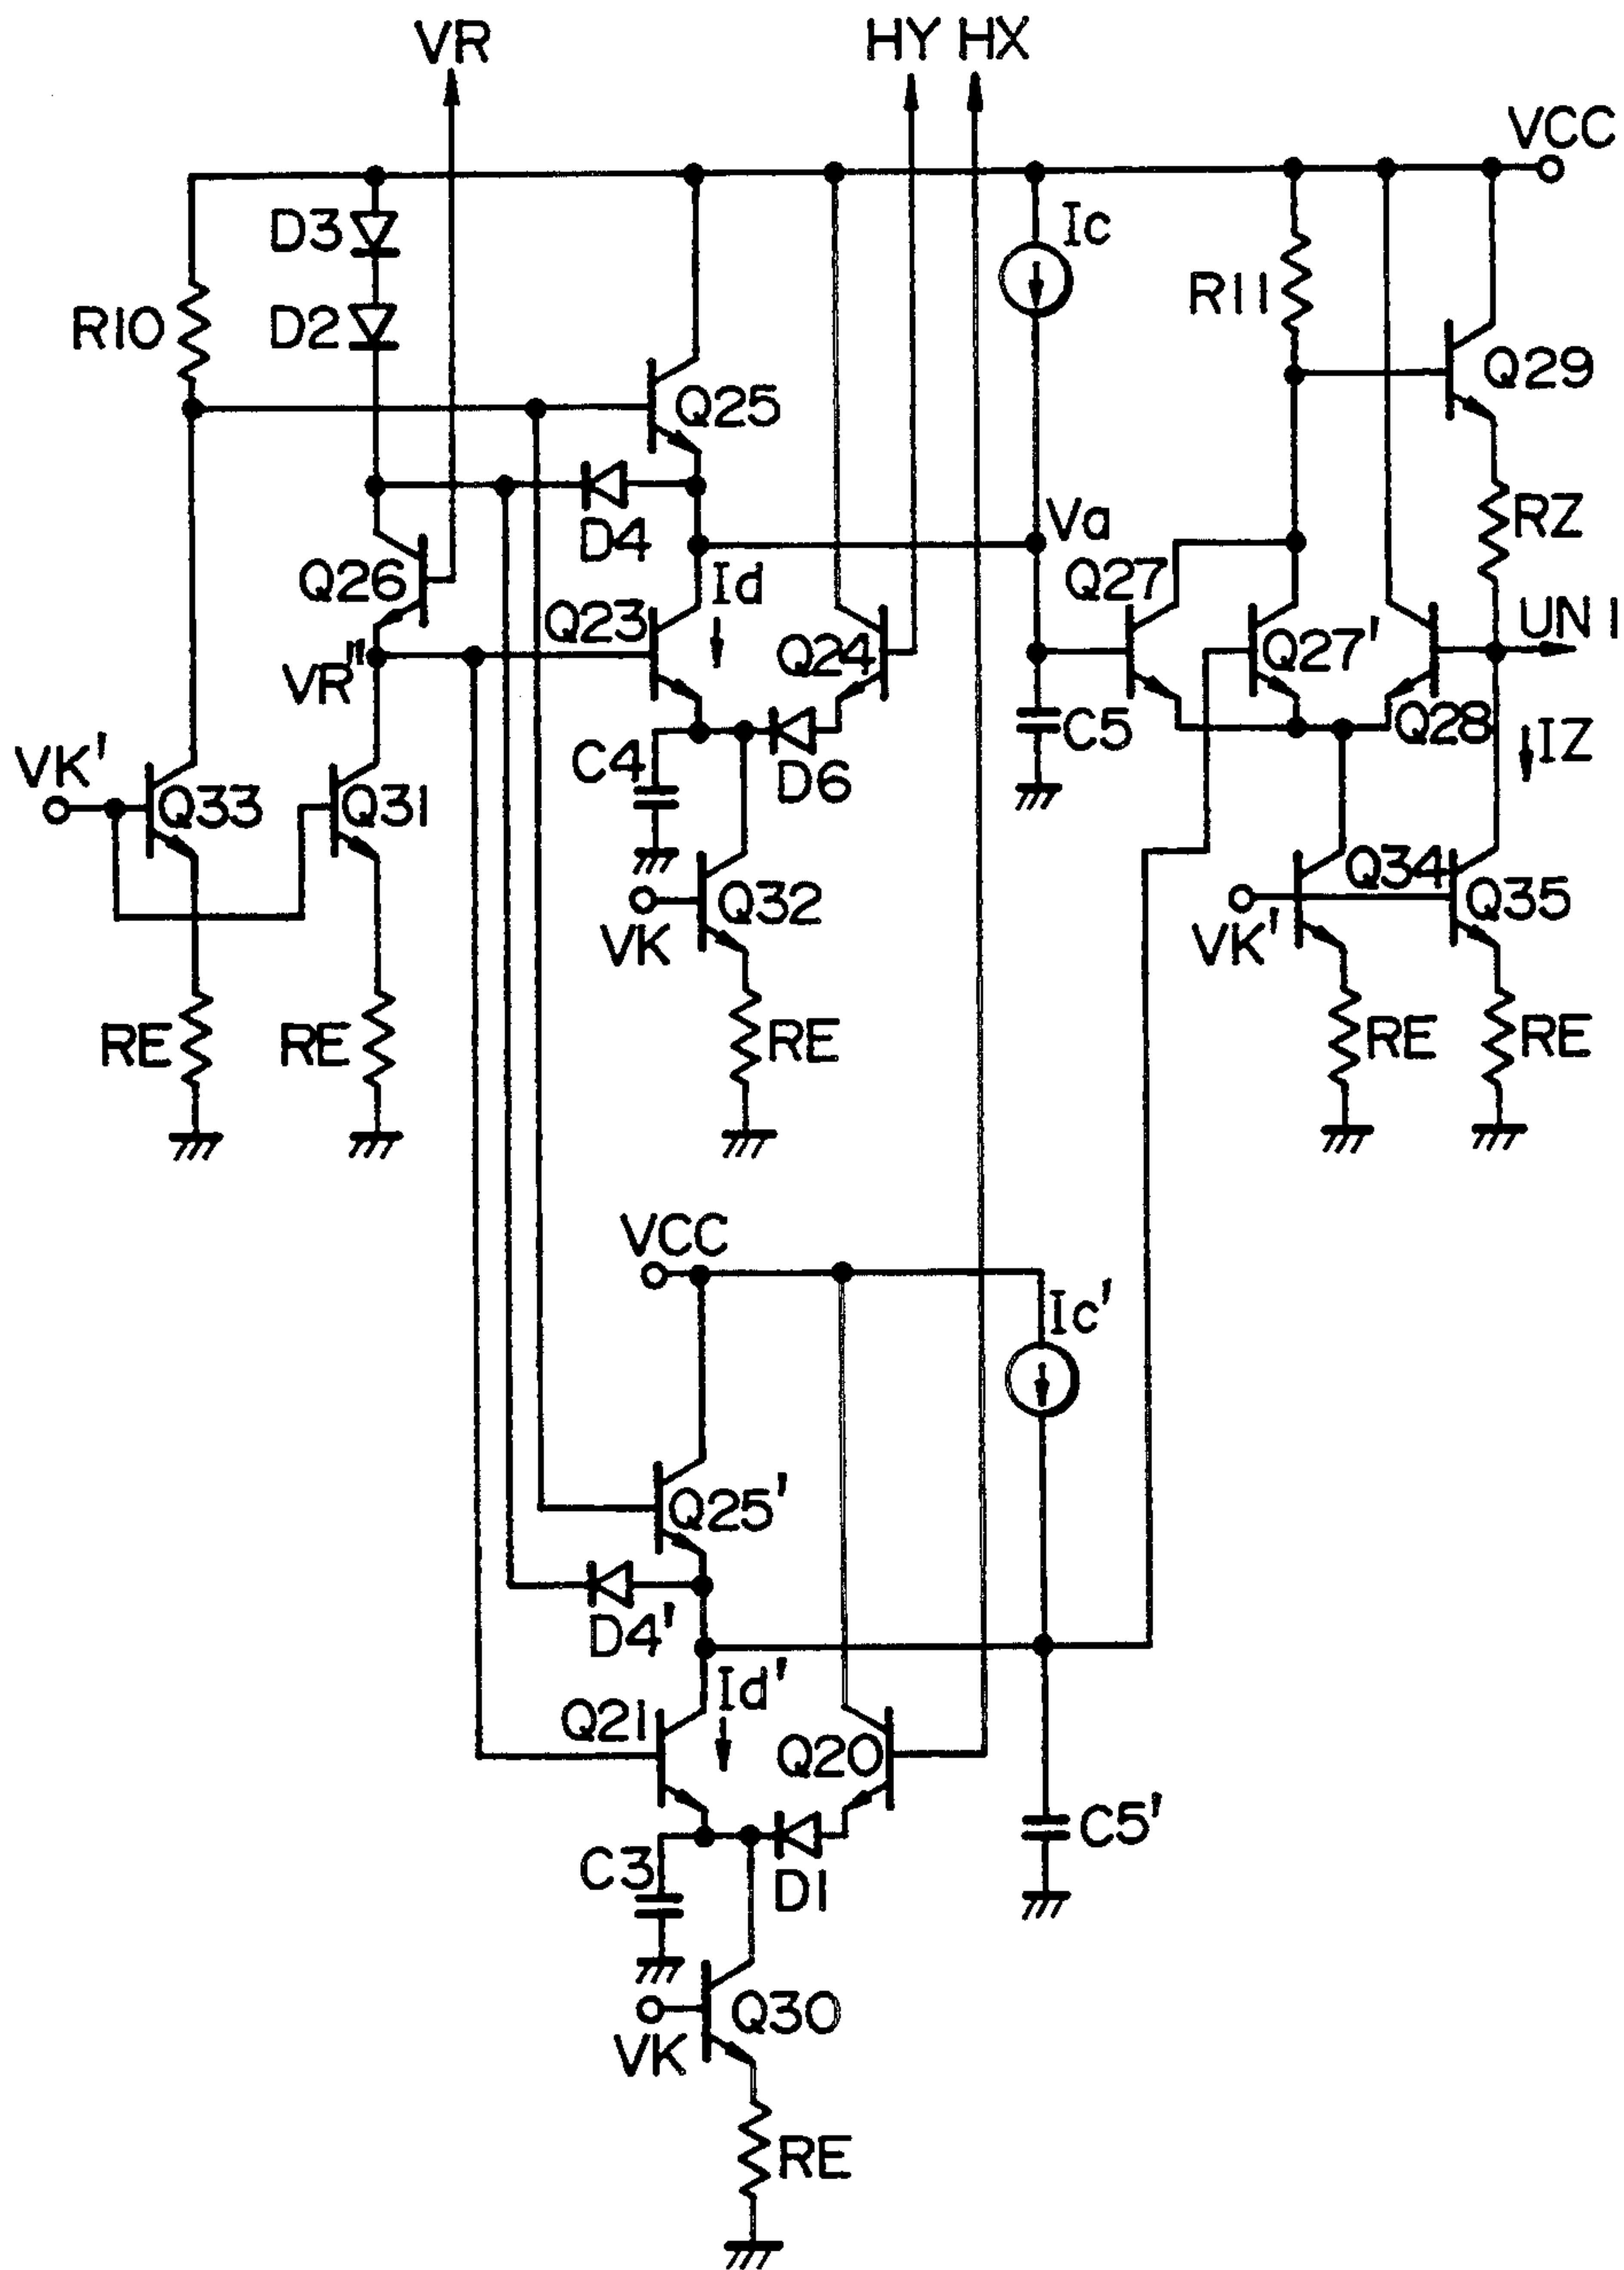 VR
HY HX
VCC
D3
Ic
R10
D2
R11
Q25
Q29
D4
Va
RZ
Q26
Id
Q27
Q23
Q24
Q27'
UN1
VR"
C4
C5
Q28
IZ
VK'
Q33
Q31
D6
Q32
Q34
Q35
VK
VK'
RE
RE
RE
RE
RE
VCC
Ic'
Q25'
D4'
Id'
Q21
Q20
C3
D1
C5'
Q30
VK
RE